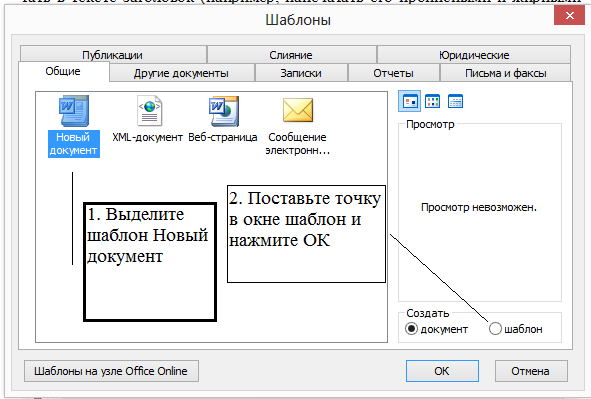 тать в тексте заголовок (например, напечатать его прописными и жирными
Шаблоны
Публикации Слияние Юридические
Общие Другие документы Записки Отчеты Письма и факсы
Новый документ XML-документ Веб-страница Сообщение электронн...
Просмотр
Просмотр невозможен.
1. Выделите
шаблон Новый
документ
2. Поставьте точку
в окне шаблон и
нажмите ОК
Создать
документ шаблон
Шаблоны на узле Office Online ОК Отмена